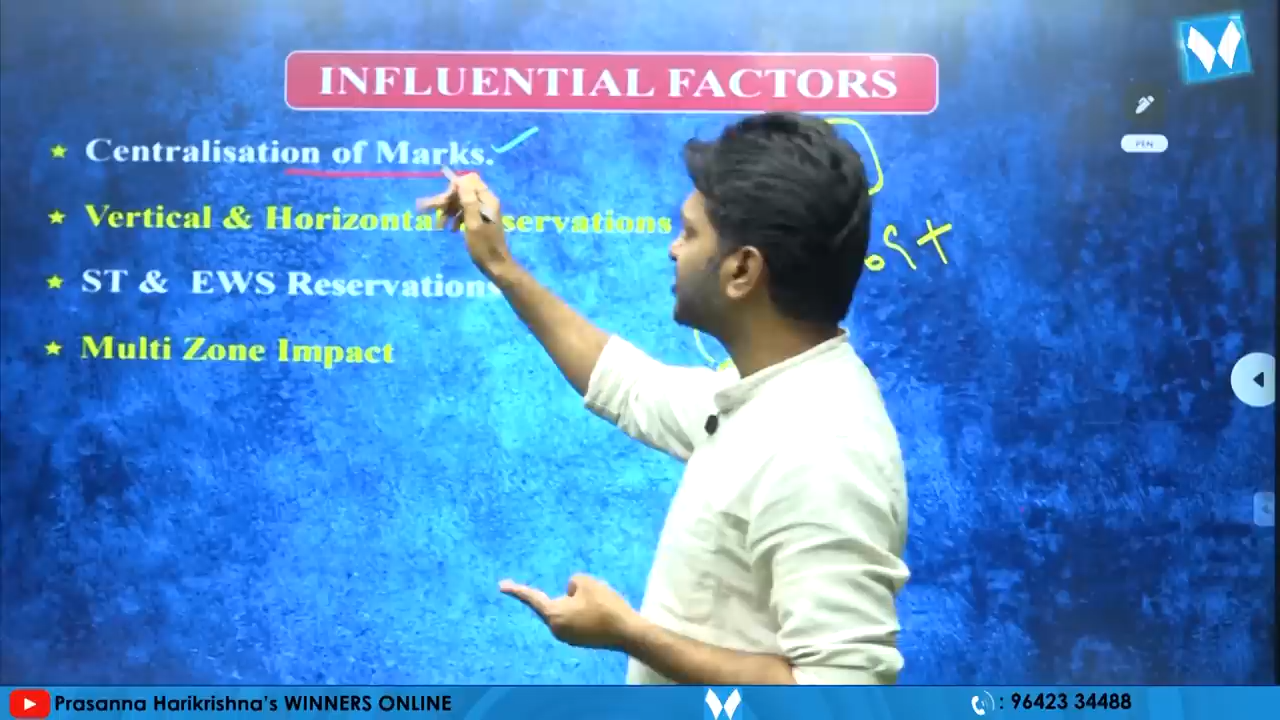 INFLUENTIAL FACTORS
Centralisation of Marks.
Vertical & Horizontal
ST & EWS Reservations
Multi Zone Impact
PEN
Prasanna Harikrishna's WINNERS ONLINE
: 96423 34488